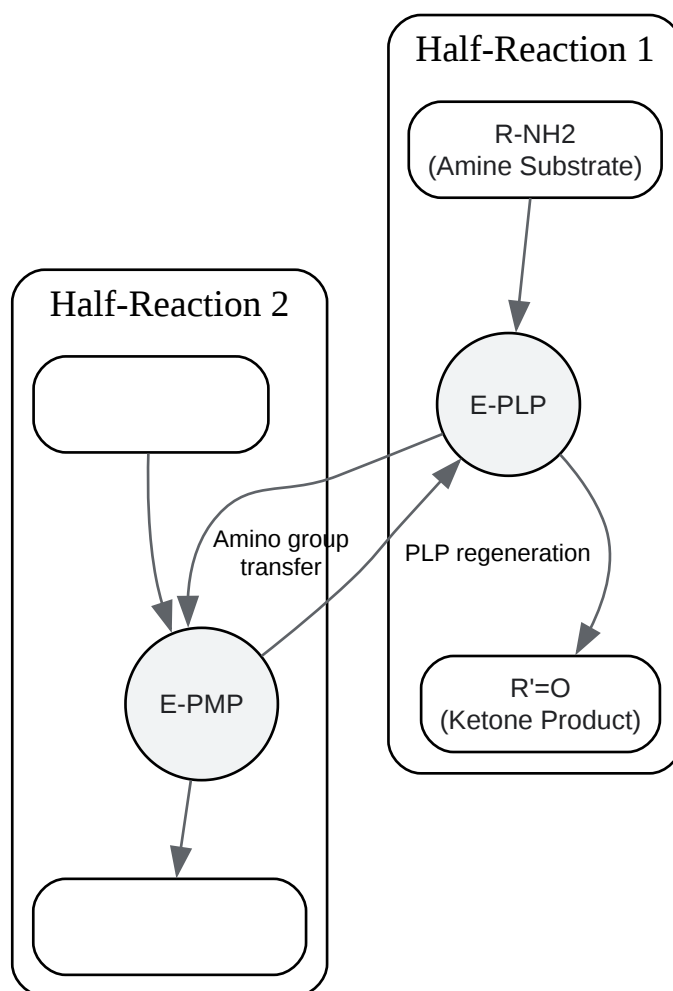 Half-Reaction 1
R-NH2
(Amine Substrate)
Half-Reaction 2
E-PLP
Amino group
transfer
PLP regeneration
E-PMP
R'=O
(Ketone Product)